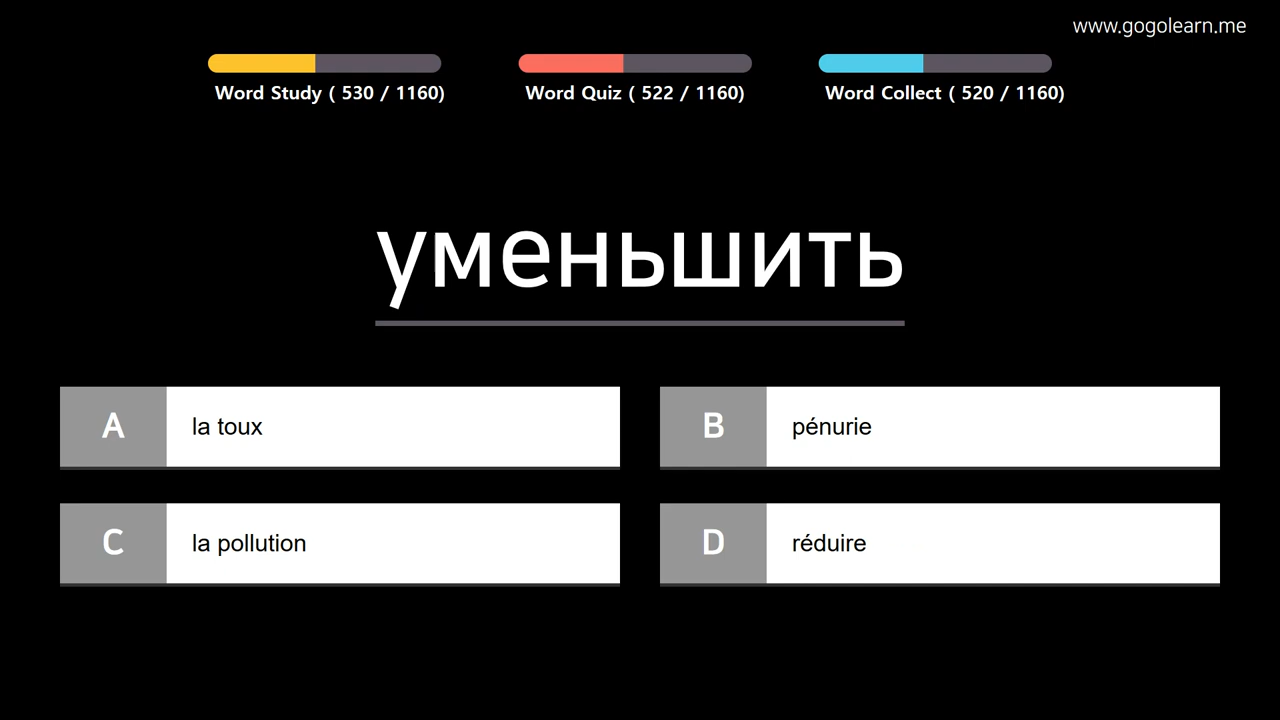 www.gogolearn.me
Word Study ( 530 / 1160)
Word Quiz ( 522 / 1160)
Word Collect ( 520 / 1160)
уменьшить
A
la toux
B
pénurie
C
la pollution
D
réduire